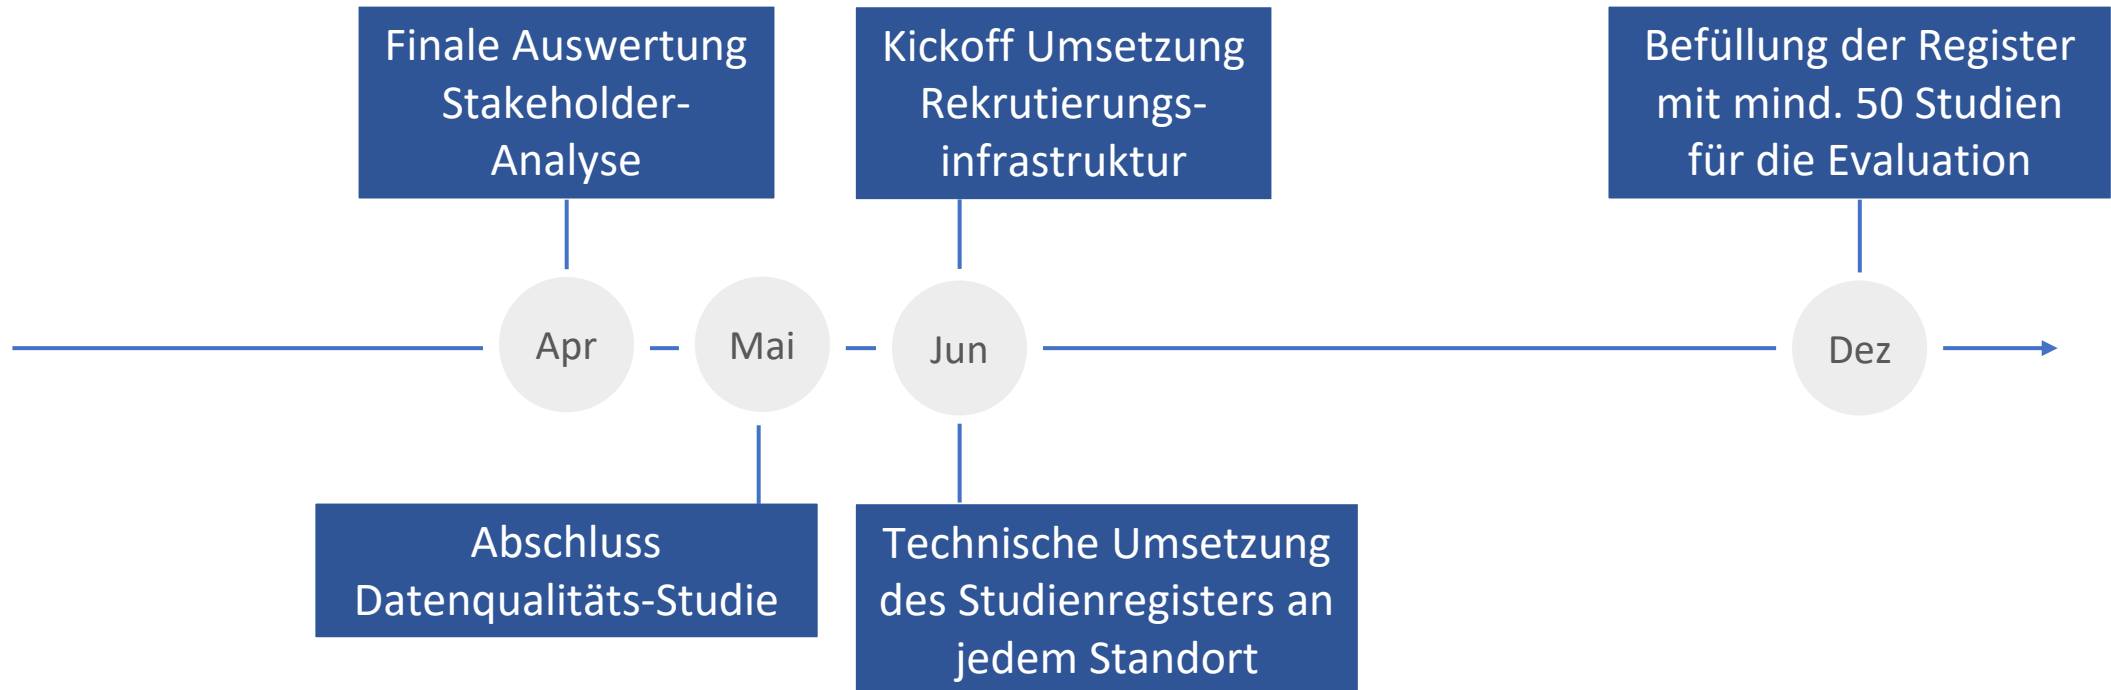 Finale Auswertung
Stakeholder-
Analyse
Kickoff Umsetzung
Rekrutierungs-
infrastruktur
Befüllung der Register
mit mind. 50 Studien
für die Evaluation
Apr
Mai
Jun
Dez
Abschluss
Datenqualitäts-Studie
Technische Umsetzung
des Studienregisters an
jedem Standort